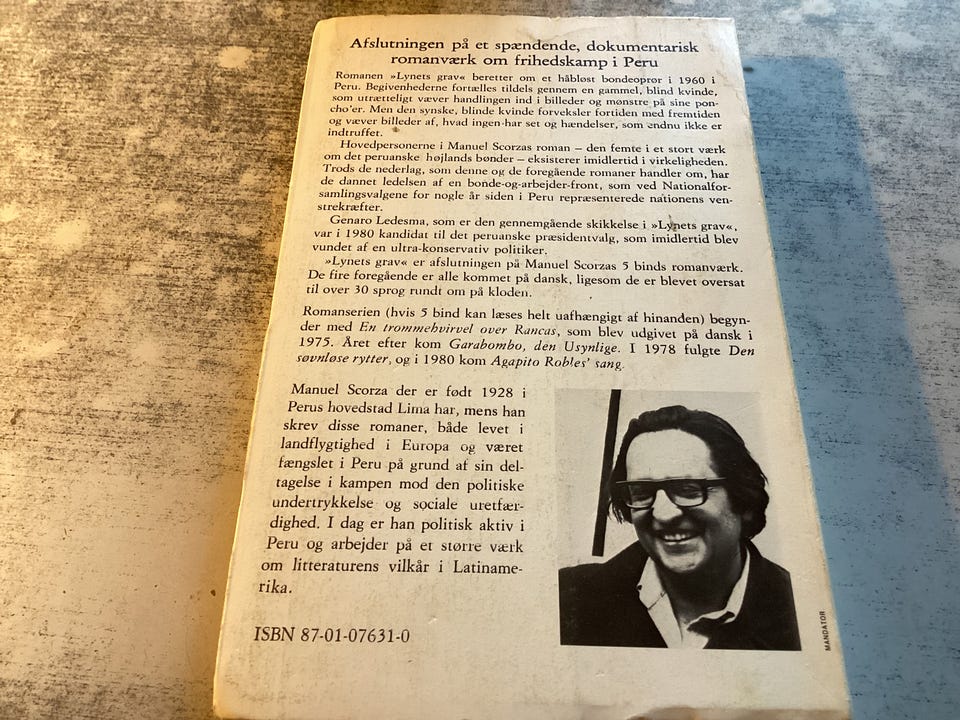 Afslutningen på et spændende, dokumentarisk
romanværk om frihedskamp i Peru
Romanen »Lynets grav« beretter om et håbløst bondeoprør i 1960 i
Peru. Begivenhederne fortælles tildels gennem en gammel, blind kvinde,
som utrætteligt væver handlingen ind i billeder og mønstre på sine pon-
cho'er. Men den synske, blinde kvinde forveksler fortiden med fremtiden
og væver billeder af, hvad ingen har set og hændelser, som endnu ikke er
indtruffet.
Hovedpersonerne i Manuel Scorzas roman – den femte i et stort værk
om det peruanske højlands bønder – eksisterer imidlertid i virkeligheden.
Trods de nederlag, som denne og de foregående romaner handler om, har
de dannet ledelsen af en bonde-og-arbejder-front, som ved Nationalfor-
samlingsvalgene for nogle år siden i Peru repræsenterede nationens ven-
strekræfter.
Genaro Ledesma, som er den gennemgående skikkelse i »Lynets grav«,
var i 1980 kandidat til det peruanske præsidentvalg, som imidlertid blev
vundet af en ultra-konservativ politiker.
»Lynets grav« er afslutningen på Manuel Scorzas 5 binds romanværk.
De fire foregående er alle kommet på dansk, ligesom de er blevet oversat
til over 30 sprog rundt om på kloden.
Romanserien (hvis 5 bind kan læses helt uafhængigt af hinanden) begyn-
der med En trommehvirvel over Rancas, som blev udgivet på dansk i
1975. Året efter kom Garabombo, den Usynlige. I 1978 fulgte Den
søvnløse rytter, og i 1980 kom Agapito Robles' sang.
Manuel Scorza der er født 1928 i
Perus hovedstad Lima har, mens han
skrev disse romaner, både levet i
landflygtighed i Europa og været
fængslet i Peru på grund af sin del-
tagelse i kampen mod den politiske
undertrykkelse og sociale uretfær-
dighed. I dag er han politisk aktiv i
Peru og arbejder på et større værk
om litteraturens vilkår i Latiname-
rika.
ISBN 87-01-07631-0
MANDATOR